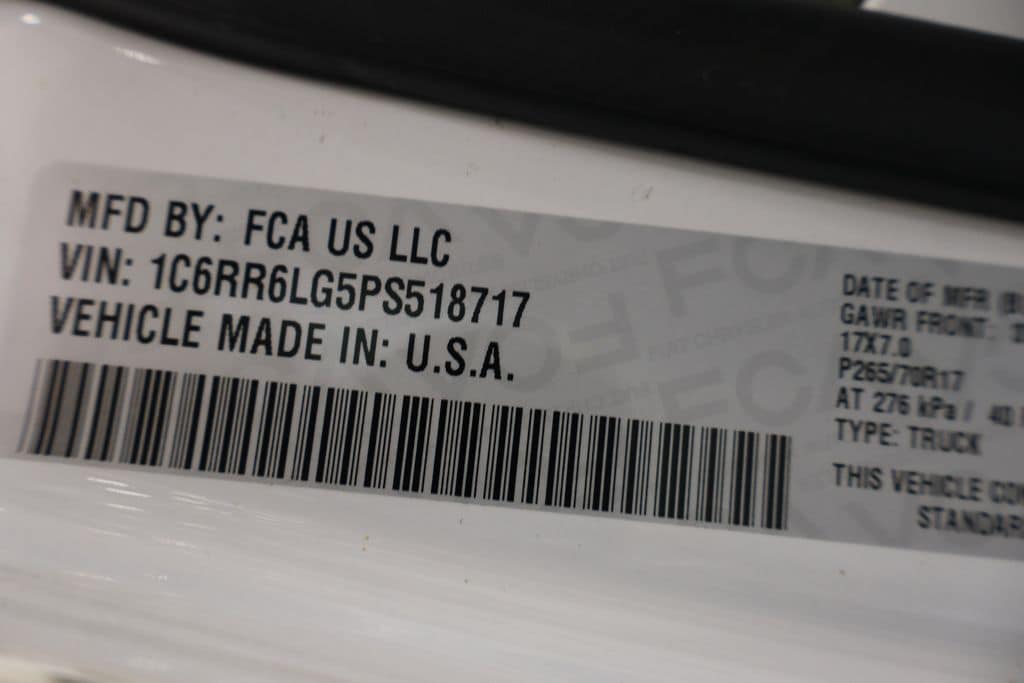 MFD BY: FCA US LLC
VIN: 1C6RR6LG5PS518717
VEHICLE MADE IN: U.S.A.
DATE OF MFR
GAWR FRONT:
17X7.0
P265/70R17
AT 276 kPa / 40
TYPE: TRUCK
THIS VEHICLE